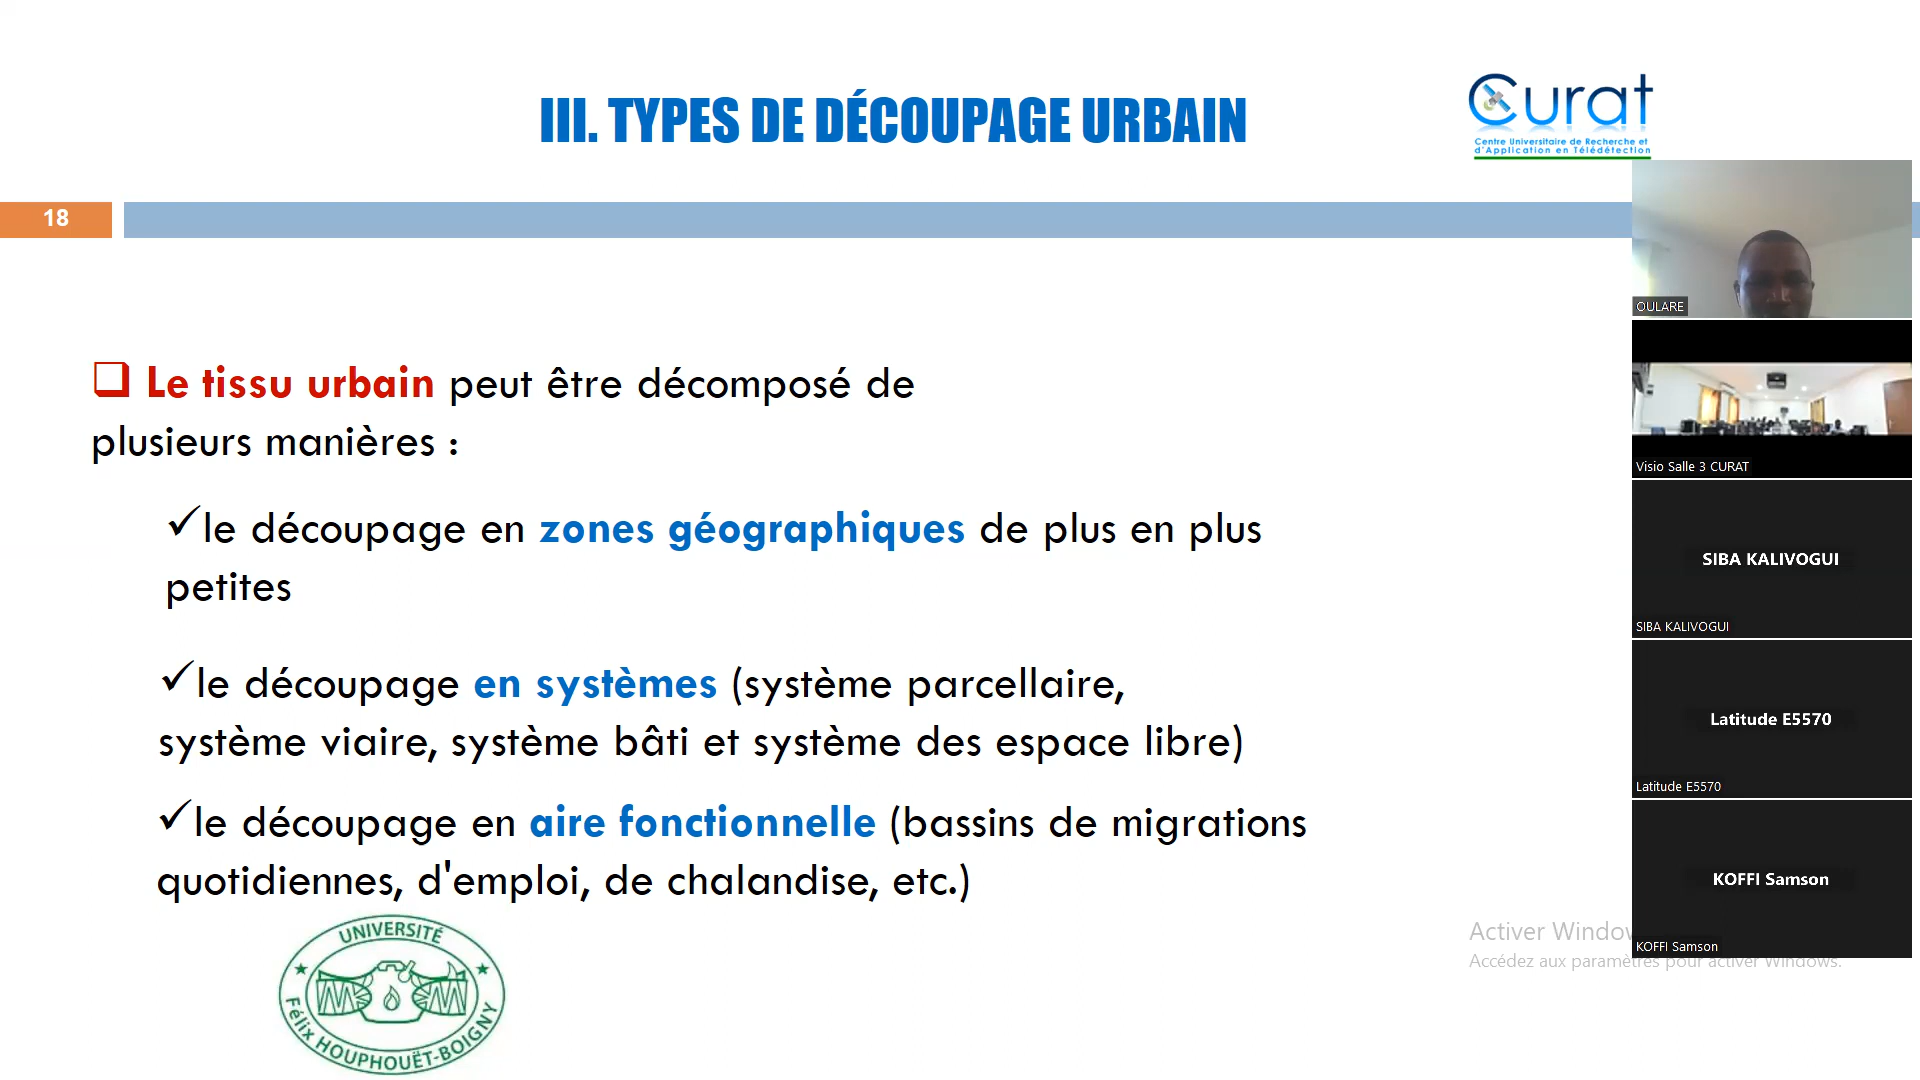 III. TYPES DE DÉCOUPAGE URBAIN
Curat
Centre Universitaire de Recherche et
d'Application en Télédétection
18
Le tissu urbain peut être décomposé de
plusieurs manières :
le découpage en zones géographiques de plus en plus
petites
le découpage en systèmes (système parcellaire,
système viaire, système bâti et système des espace libre)
le découpage en aire fonctionnelle (bassins de migrations
quotidiennes, d'emploi, de chalandise, etc.)
UNIVERSITÉ
Félix HOUPHOUËT-BOIGNY
OULARE
Visio Salle 3 CURAT
SIBA KALIVOGUI
SIBA KALIVOGUI
Latitude E5570
Latitude E5570
KOFFI Samson
KOFFI Samson
Activer Window
Accédez aux paramètres pour activer Windows.